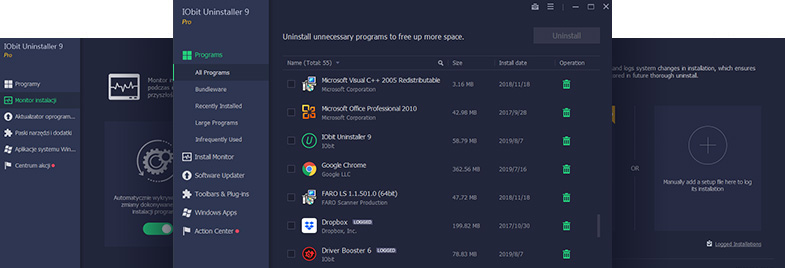 IObit Uninstaller 9
Pro
Programy
Monitor instalacji
Aktualizator oprogram...
Paski narzędzi i dodatki
Aplikacje systemu Win...
Centrum akcji
Monitor in
podczas
przyszłoś
Automatycznie wykryw
zmiany dokonywane
instalacji program
IObit Uninstaller 9
Pro
Programs
All Programs
Bundleware
Recently Installed
Large Programs
Infrequently Used
Install Monitor
Software Updater
Toolbars & Plug-ins
Windows Apps
Action Center
Uninstall unnecessary programs to free up more space.
Uninstall
Name (Total: 55) Size Install date Operation
Microsoft Visual C++ 2005 Redistributable
Microsoft Corporation
3.16 MB 2018/11/18
Microsoft Office Professional 2010
Microsoft Corporation
42.98 MB 2017/9/28
IObit Uninstaller 9
IObit
58.79 MB 2019/8/7
Google Chrome
Google LLC
362.56 MB 2019/7/16
FARO LS 1.1.501.0 (64bit)
FARO Scanner Production
47.72 MB 2018/11/18
Dropbox LOGGED
Dropbox, Inc.
199.82 MB 2017/10/30
Driver Booster 6 LOGGED
IObit
78.83 MB 2019/8/7
and logs system changes in installation, which ensures
ared in future thorough uninstall.
OR
Manually add a setup file here to log
its installation
Logged Installations